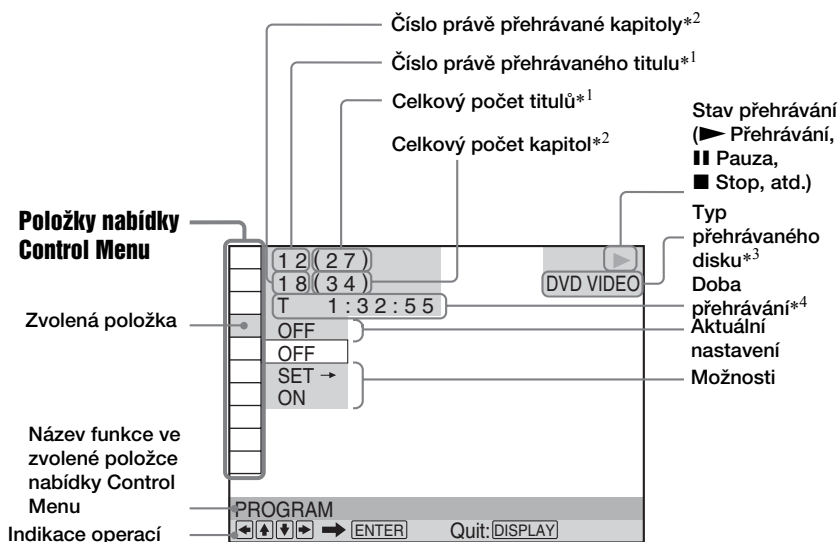 Číslo právě přehrávané kapitoly*2
Číslo právě přehrávaného titulu*1
Celkový počet titulů*1
Celkový počet kapitol*2
Stav přehrávání
(► Přehrávání,
❚❚ Pauza,
■ Stop, atd.)
Typ
přehrávaného
disku*3
Doba
přehrávání*4
Aktuální
nastavení
Možnosti
Položky nabídky
Control Menu
Zvolená položka
Název funkce ve
zvolené položce
nabídky Control
Menu
Indikace operací
12(27)
18(34)
T 1:32:55
DVD VIDEO
OFF
OFF
SET →
ON
PROGRAM
← ↑ ↓ → ➡ ENTER Quit: DISPLAY